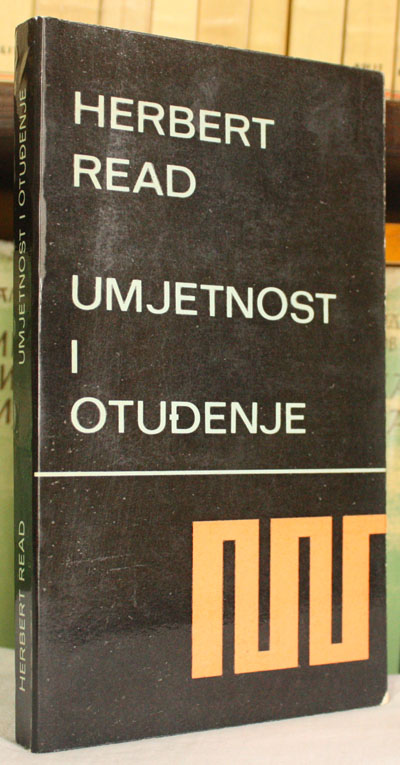 HERBERT
READ
UMJETNOST
I
OTUĐENJE
HERBERT READ
UMJETNOST I OTUĐENJE